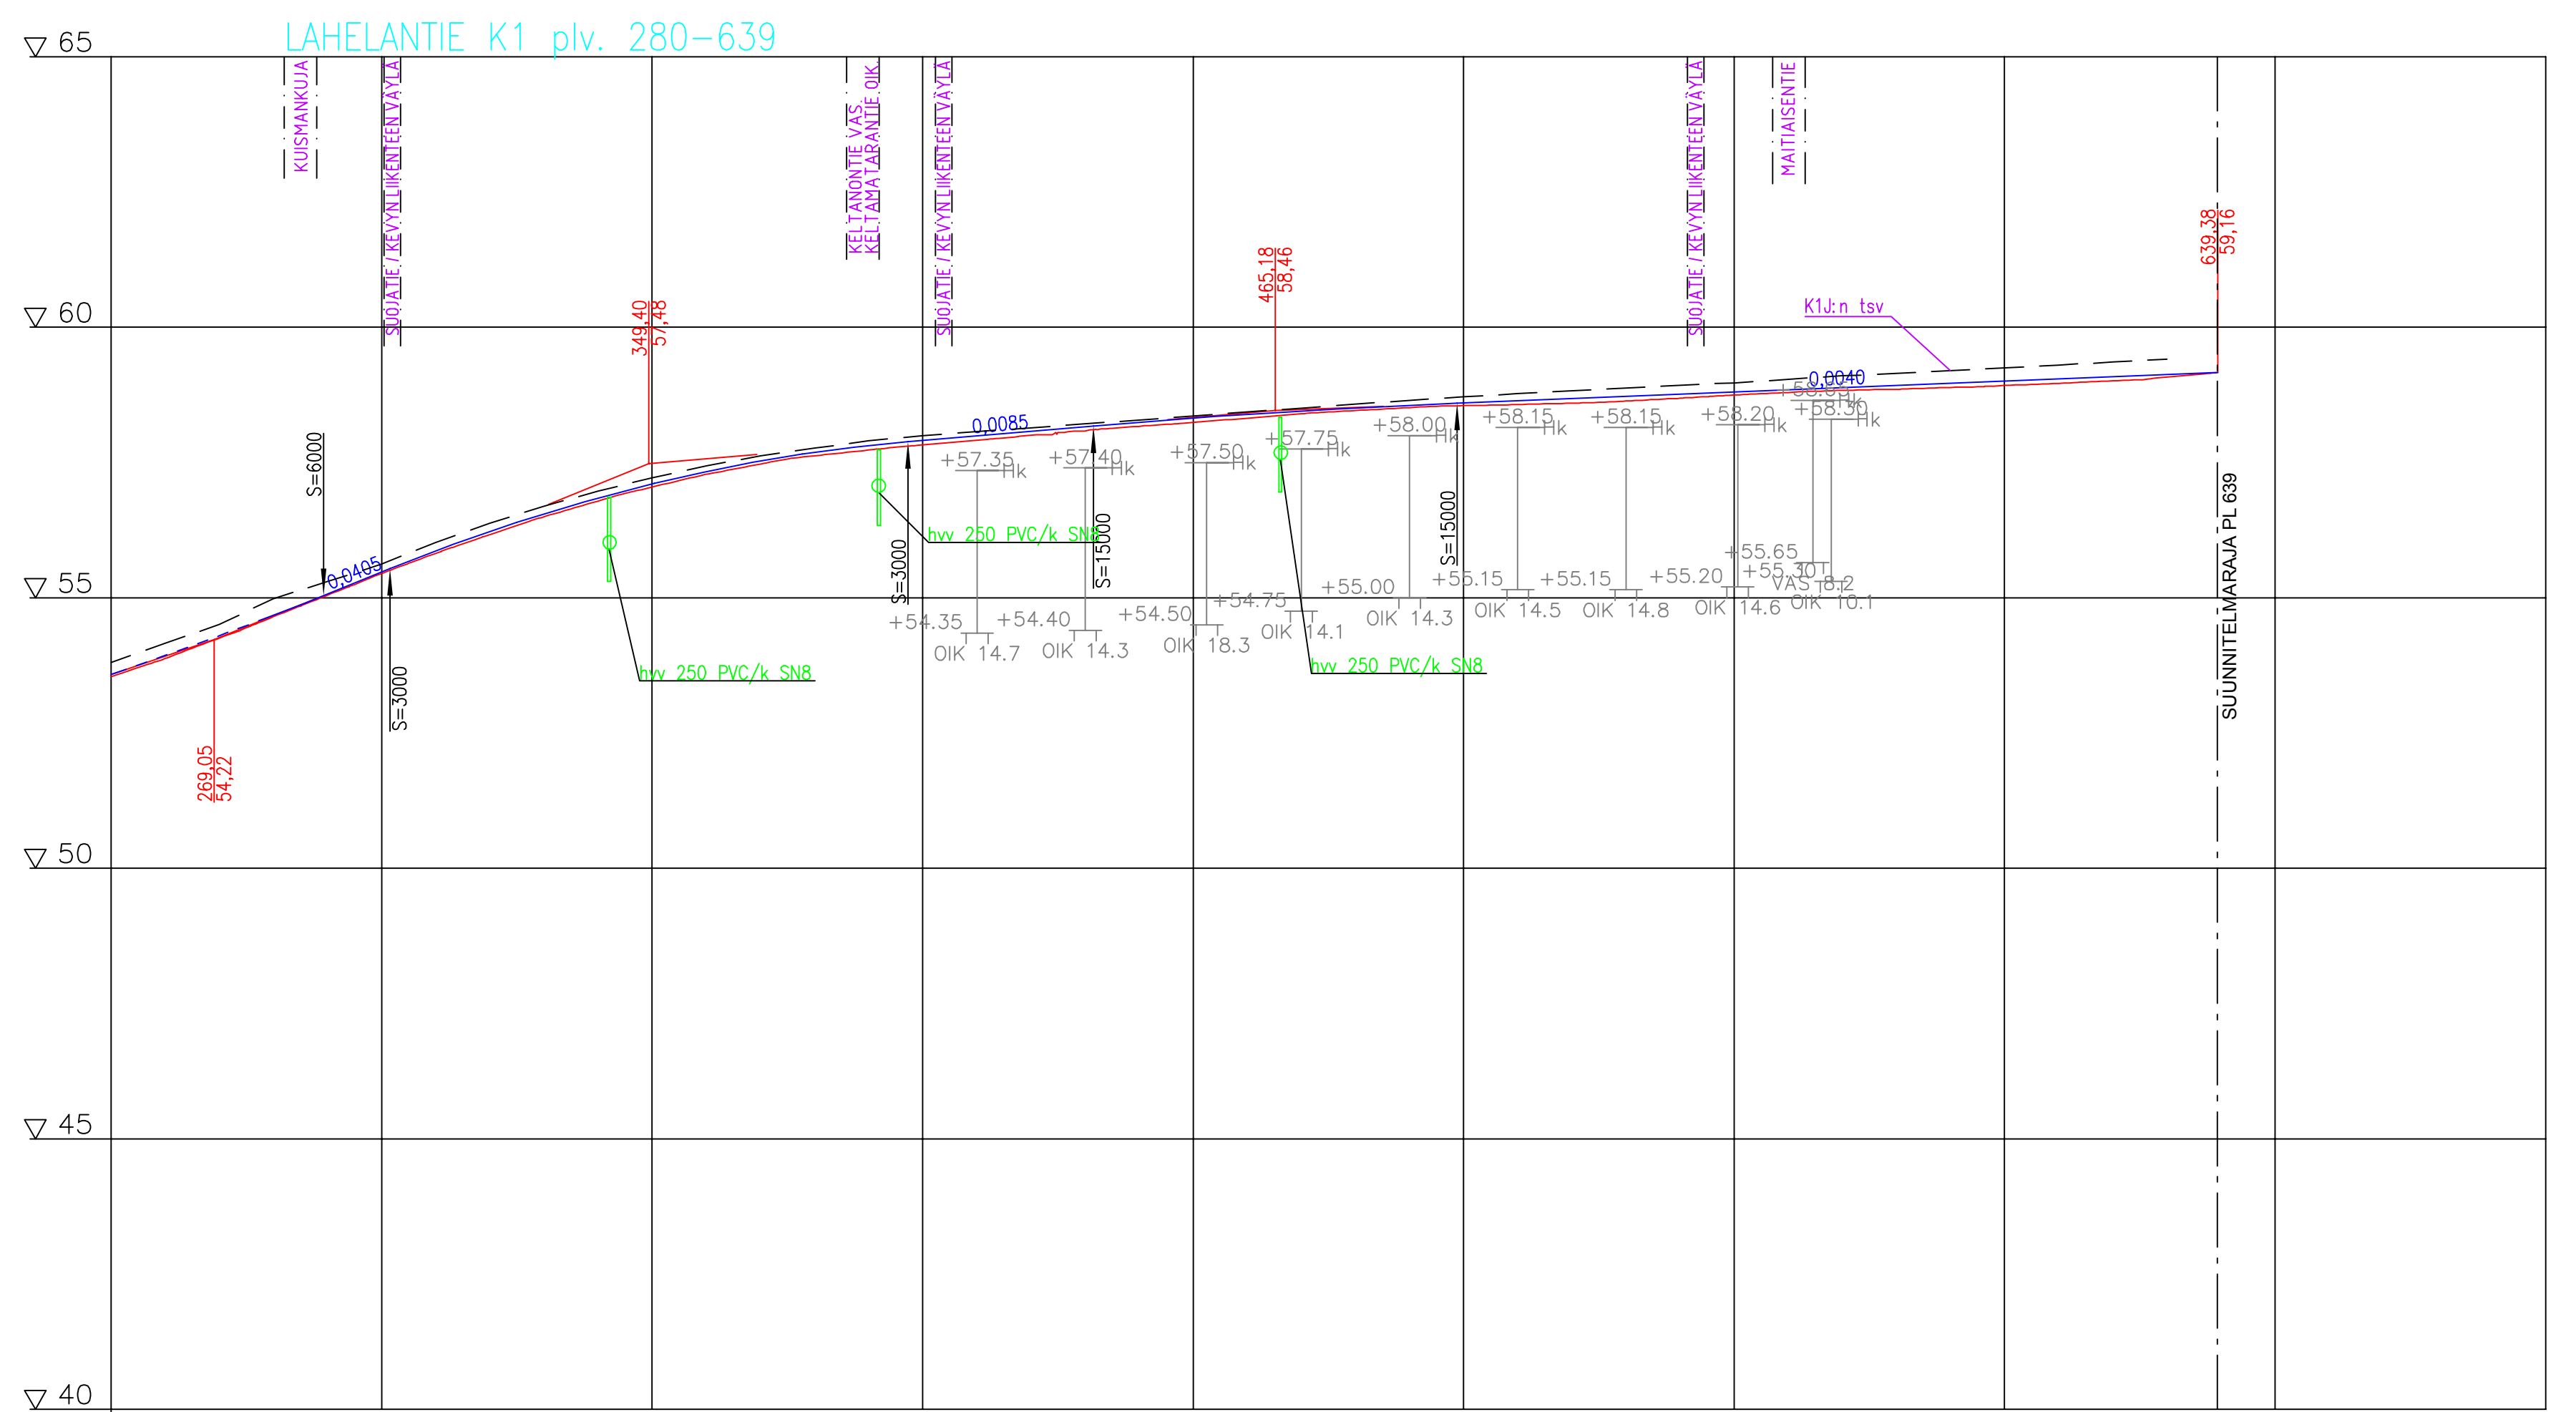 LAHELANTIE K1 plv. 280-639
65
60
55
50
45
40
KUISMANKUJA
SUOJATIE / KEVYN LIIKENTEEN VÄYLÄ
KELTANONTIE VAS.
KELTAMATARANTIE OIK.
SUOJATIE / KEVYN LIIKENTEEN VÄYLÄ
SUOJATIE / KEVYN LIIKENTEEN VÄYLÄ
MAITIAISENTIE
639,38
59,16
465,18
58,46
349,40
57,48
269,05
54,22
K1J:n tsv
S=6000
S=3000
S=3000
S=15000
S=15000
0,0405
0,0085
0,0040
hvv 250 PVC/k SN8
hvv 250 PVC/k SN8
hvv 250 PVC/k SN8
+57.35 Hk
+54.35
OIK 14.7
+57.40 Hk
+54.40
OIK 14.3
+57.50 Hk
+54.50
OIK 18.3
+57.75 Hk
+54.75
OIK 14.1
+58.00 Hk
+55.00
OIK 14.3
+58.15 Hk
+55.15
OIK 14.5
+58.15 Hk
+55.15
OIK 14.8
+58.20 Hk
+55.20
OIK 14.6
+58.65 Hk
+55.65
VAS 8.2
+58.30 Hk
+55.30
OIK 10.1
SUUNNITELMARAJA PL 639